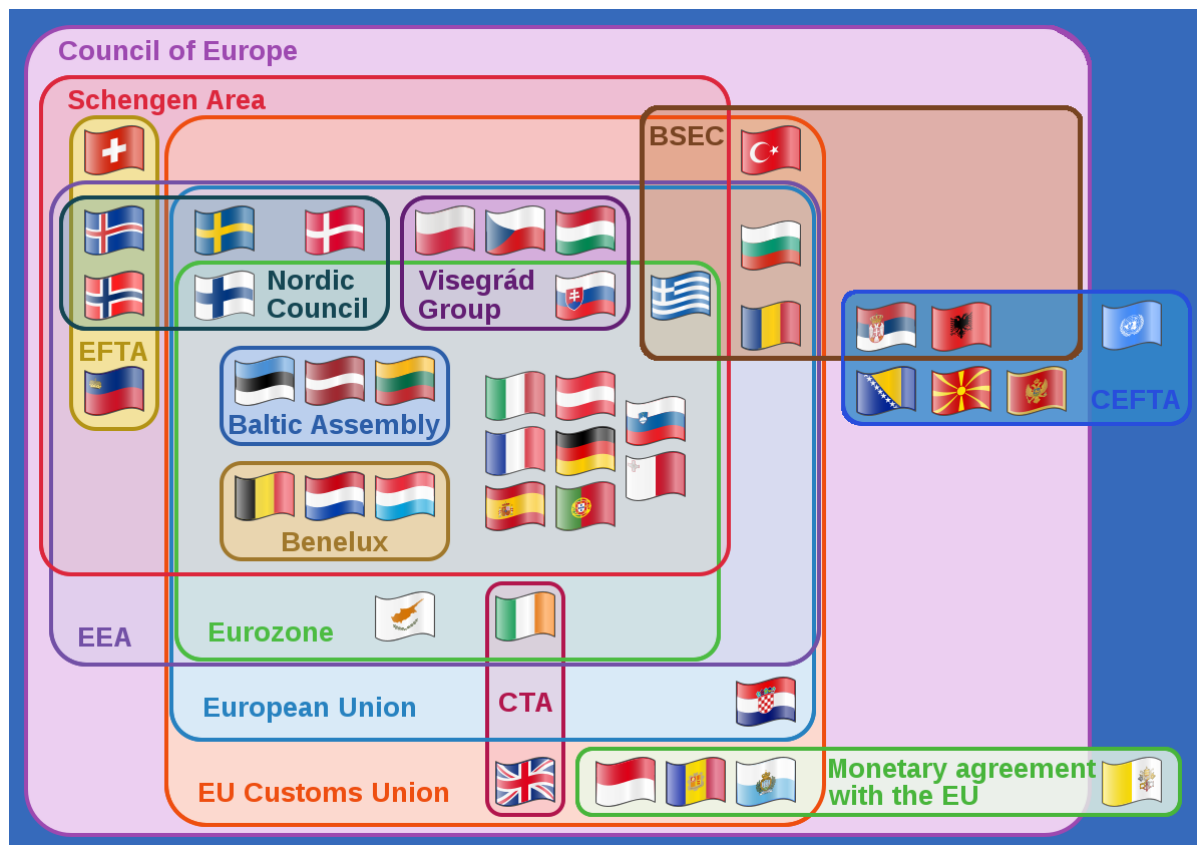 Council of Europe
Schengen Area
BSEC
Nordic
Council
Visegrád
Group
EFTA
CEFTA
Baltic Assembly
Benelux
Eurozone
EEA
European Union
CTA
EU Customs Union
Monetary agreement
with the EU